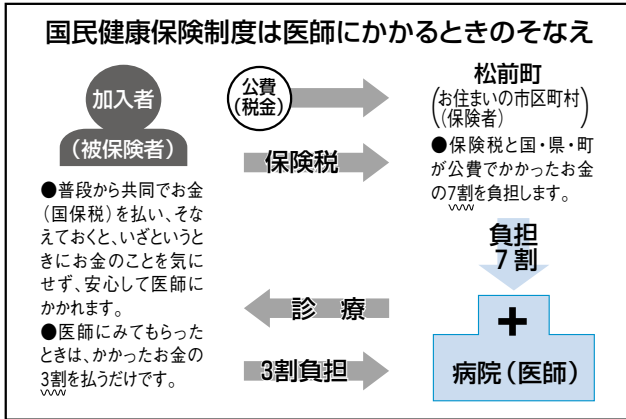 国民健康保険制度は医師にかかるときのそなえ
加入者
(被保険者)
●普段から共同でお金
(国保税)を払い、そな
えておくと、いざというと
きにお金のことを気に
せず、安心して医師に
かかれます。
●医師にみてもらった
ときは、かかったお金の
3割を払うだけです。
公費
(税金)
保険税
松前町
(お住まいの市区町村)
(保険者)
●保険税と国・県・町
が公費でかかったお金
の7割を負担します。
負担
7割
診療
3割負担
+
病院(医師)